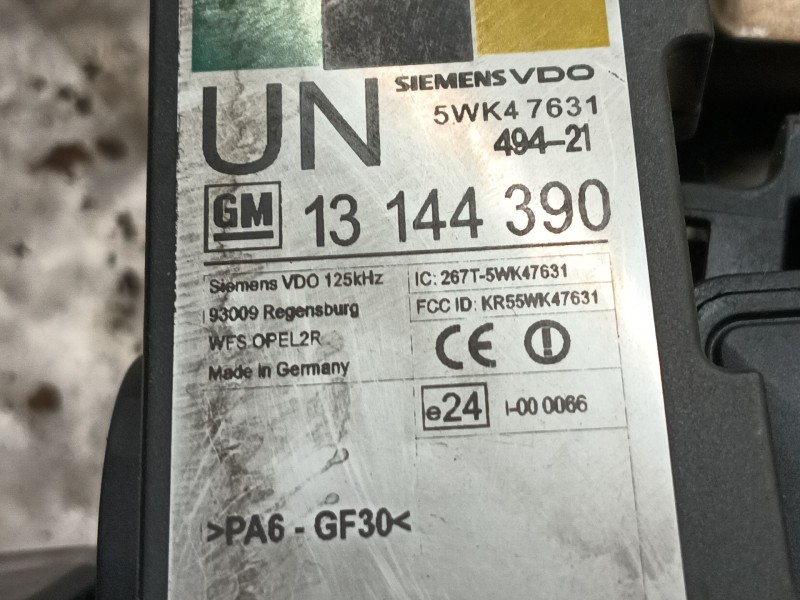 UN
SIEMENS VDO
5WK4 7631
494-21
GM 13 144 390
Siemens VDO 125kHz
93009 Regensburg
WFS OPEL2R
Made in Germany
IC: 267T-5WK47631
FCC ID: KR55WK47631
CE
e24 I-00 0066
>PA6 - GF30<